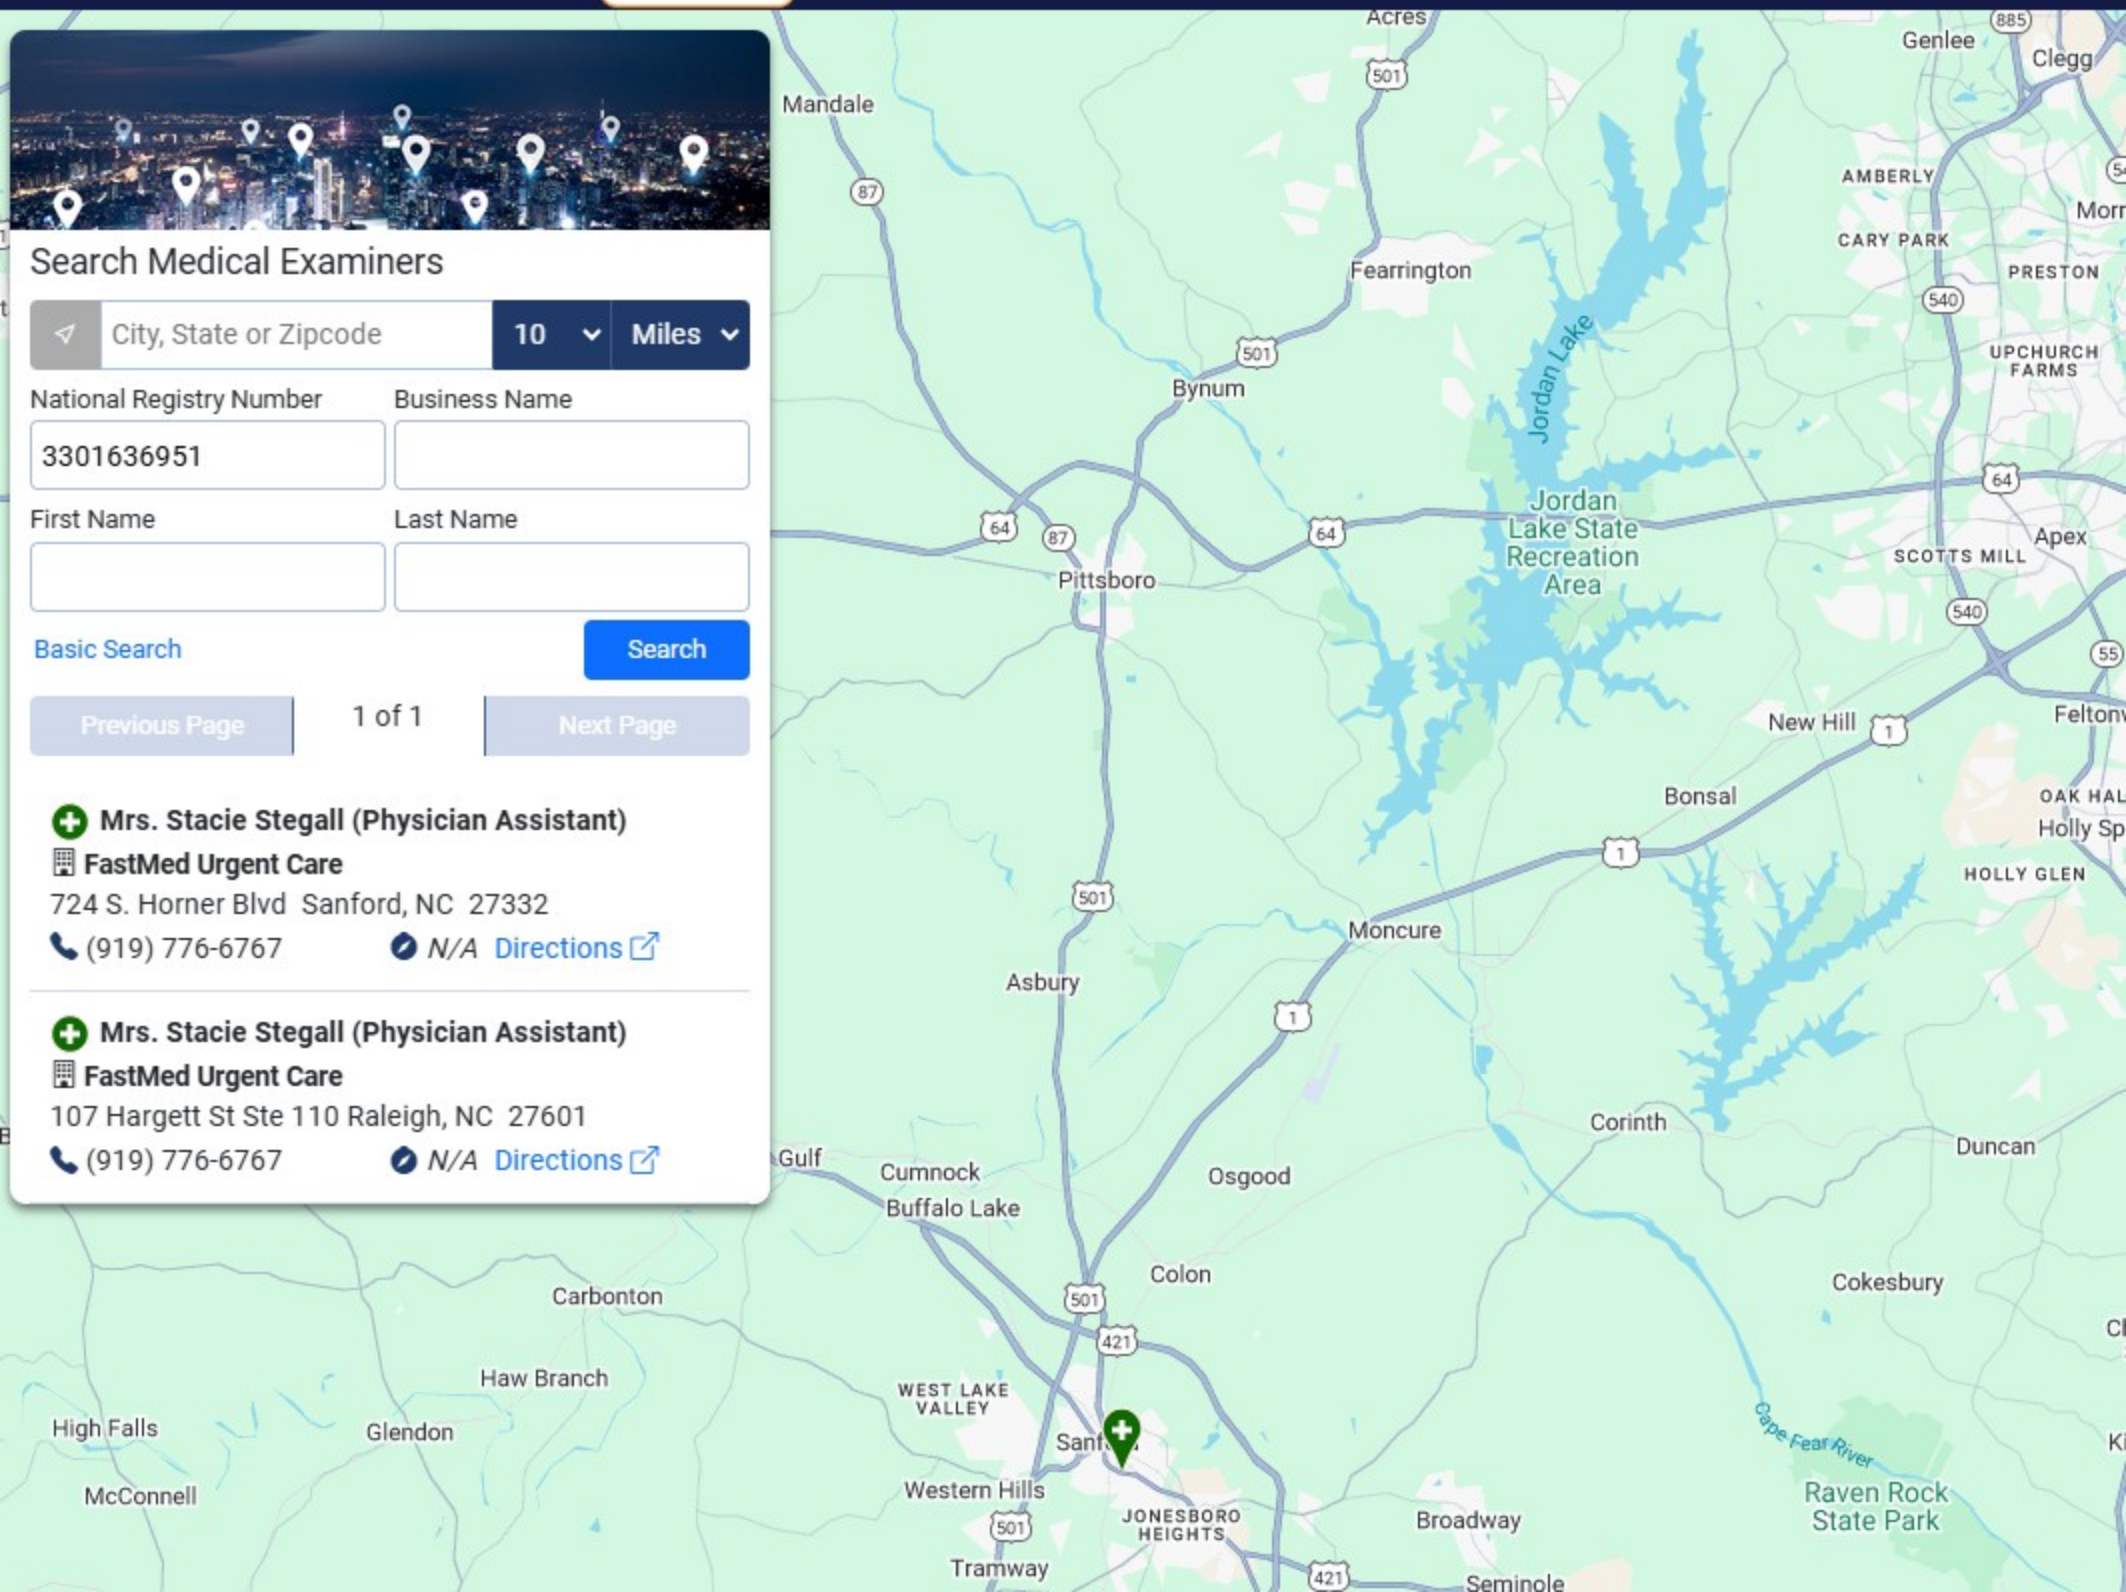 Search Medical Examiners
City, State or Zipcode
10
Miles
National Registry Number
Business Name
3301636951
First Name
Last Name
Basic Search
Search
Previous Page
1 of 1
Next Page
Mrs. Stacie Stegall (Physician Assistant)
FastMed Urgent Care
724 S. Horner Blvd Sanford, NC 27332
(919) 776-6767
N/A
Directions
Mrs. Stacie Stegall (Physician Assistant)
FastMed Urgent Care
107 Hargett St Ste 110 Raleigh, NC 27601
(919) 776-6767
N/A
Directions
Acres
885
Genlee
Clegg
501
Mandale
87
AMBERLY
CARY PARK
PRESTON
Fearrington
540
501
Bynum
Jordan Lake
UPCHURCH
FARMS
64
87
64
64
Jordan
Lake State
Recreation
Area
Apex
SCOTTS MILL
Pittsboro
540
55
New Hill
1
Bonsal
OAK HAL
Holly Sp
HOLLY GLEN
1
501
Moncure
Asbury
1
Corinth
Duncan
Gulf
Cumnock
Osgood
Buffalo Lake
Colon
Cokesbury
Carbonton
501
421
Haw Branch
WEST LAKE
VALLEY
High Falls
Glendon
Cape Fear River
McConnell
Western Hills
Raven Rock
State Park
501
JONESBORO
HEIGHTS
Broadway
Tramway
421
Seminole